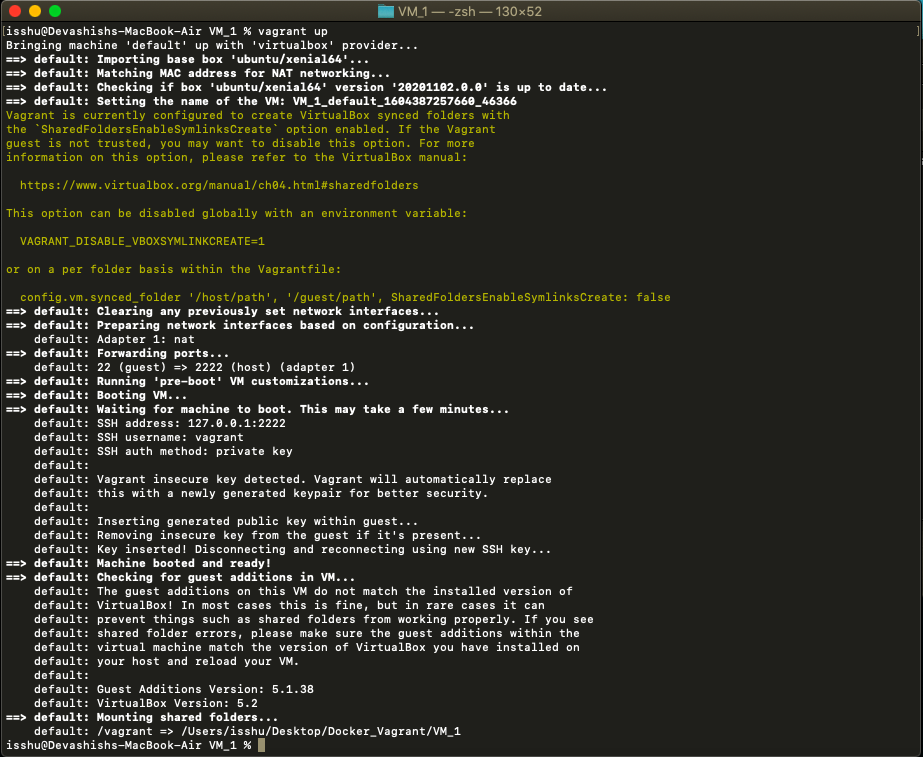 VM_1 — -zsh — 130×52
[isshu@Devashishs-MacBook-Air VM_1 % vagrant up ]
Bringing machine 'default' up with 'virtualbox' provider...
==> default: Importing base box 'ubuntu/xenial64'...
==> default: Matching MAC address for NAT networking...
==> default: Checking if box 'ubuntu/xenial64' version '20201102.0.0' is up to date...
==> default: Setting the name of the VM: VM_1_default_1604387257660_46366
Vagrant is currently configured to create VirtualBox synced folders with
the `SharedFoldersEnableSymlinksCreate` option enabled. If the Vagrant
guest is not trusted, you may want to disable this option. For more
information on this option, please refer to the VirtualBox manual:
https://www.virtualbox.org/manual/ch04.html#sharedfolders
This option can be disabled globally with an environment variable:
VAGRANT_DISABLE_VBOXSYMLINKCREATE=1
or on a per folder basis within the Vagrantfile:
config.vm.synced_folder '/host/path', '/guest/path', SharedFoldersEnableSymlinksCreate: false
==> default: Clearing any previously set network interfaces...
==> default: Preparing network interfaces based on configuration...
default: Adapter 1: nat
==> default: Forwarding ports...
default: 22 (guest) => 2222 (host) (adapter 1)
==> default: Running 'pre-boot' VM customizations...
==> default: Booting VM...
==> default: Waiting for machine to boot. This may take a few minutes...
default: SSH address: 127.0.0.1:2222
default: SSH username: vagrant
default: SSH auth method: private key
default:
default: Vagrant insecure key detected. Vagrant will automatically replace
default: this with a newly generated keypair for better security.
default:
default: Inserting generated public key within guest...
default: Removing insecure key from the guest if it's present...
default: Key inserted! Disconnecting and reconnecting using new SSH key...
==> default: Machine booted and ready!
==> default: Checking for guest additions in VM...
default: The guest additions on this VM do not match the installed version of
default: VirtualBox! In most cases this is fine, but in rare cases it can
default: prevent things such as shared folders from working properly. If you see
default: shared folder errors, please make sure the guest additions within the
default: virtual machine match the version of VirtualBox you have installed on
default: your host and reload your VM.
default:
default: Guest Additions Version: 5.1.38
default: VirtualBox Version: 5.2
==> default: Mounting shared folders...
default: /vagrant => /Users/isshu/Desktop/Docker_Vagrant/VM_1
isshu@Devashishs-MacBook-Air VM_1 %